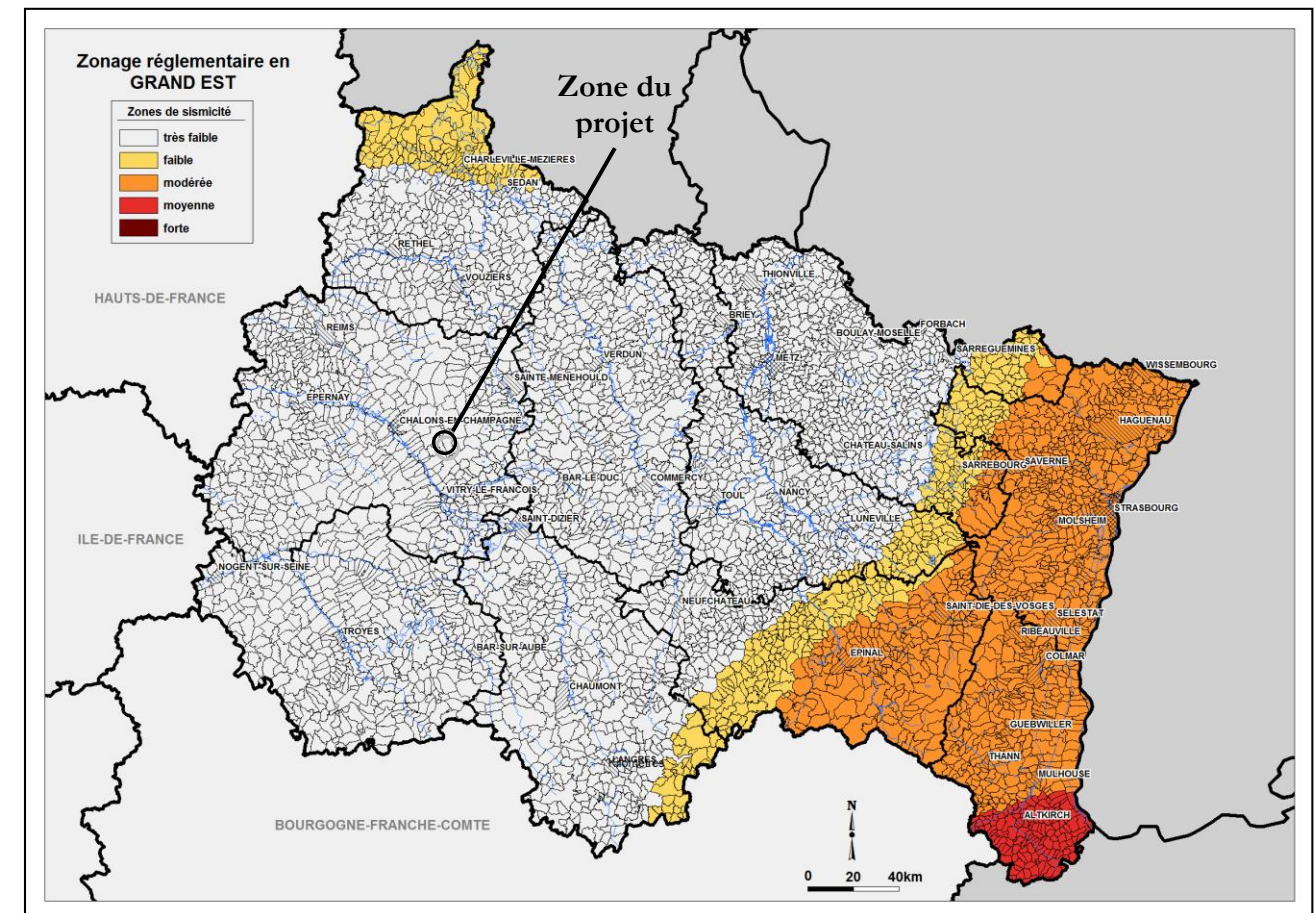 Zonage réglementaire en
GRAND EST
Zones de sismicité
très faible
faible
modérée
moyenne
forte
Zone du
projet
CHARLEVILLE-MEZIERES
SEDAN
RETHEL
VOUZIERS
HAUTS-DE-FRANCE
THIONVILLE
REIMS
BRIEY
FORBACH
BOULAY-MOSELLE
VERDUN
METZ
SARREGUEMINES
WISSEMBOURG
SAINTE-MENEHOULD
EPERNAY
CHALONS-EN-CHAMPAGNE
HAGUENAU
CHATEAU-SALINS
SARREBOURG
SAVERNE
BAR-LE-DUC
COMMERCY
VITRY-LE-FRANCOIS
TOUL
NANCY
STRASBOURG
SAINT-DIZIER
LUNEVILLE
MOLSHEIM
ILE-DE-FRANCE
NOGENT-SUR-SEINE
NEUFCHATEAU
SAINT-DIE-DES-VOSGES
SELESTAT
TROYES
RIBEAUVILLE
BAR-SUR-AUBE
EPINAL
COLMAR
CHAUMONT
GUEBWILLER
THANN
LANGRES
Kilomètres
MULHOUSE
BOURGOGNE-FRANCHE-COMTE
N
ALTKIRCH
0 20 40km